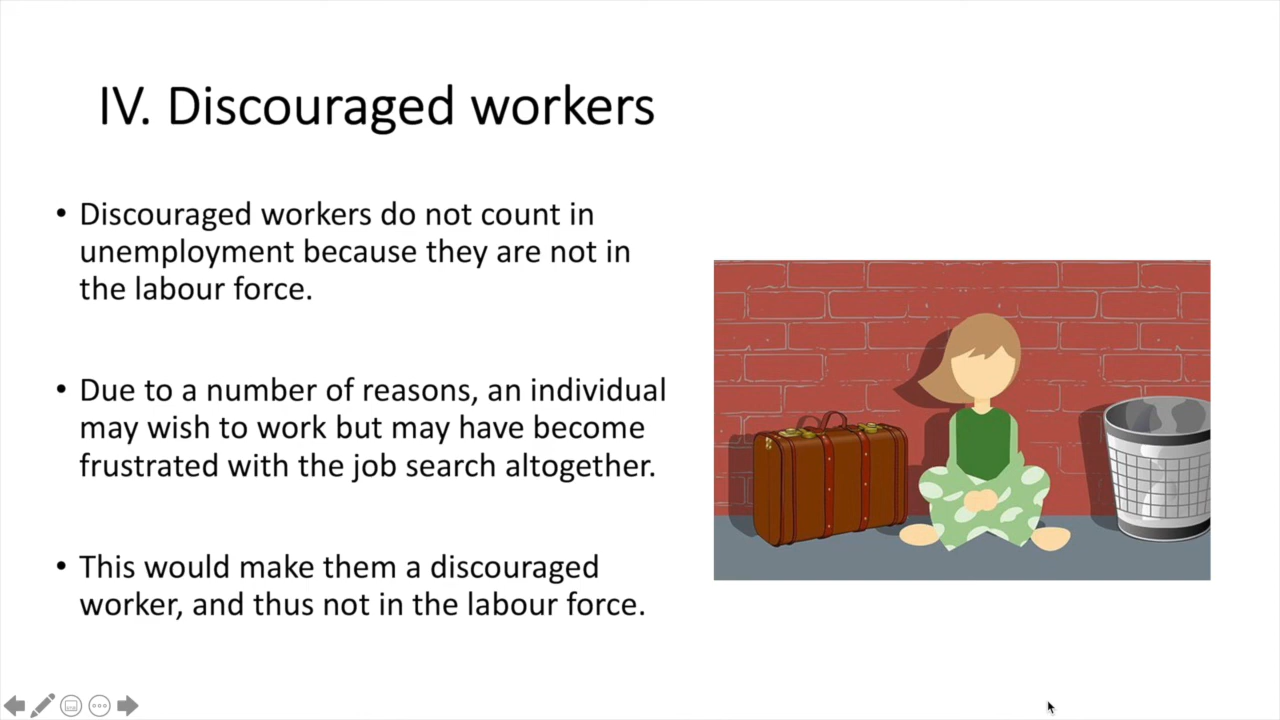 IV. Discouraged workers
• Discouraged workers do not count in
unemployment because they are not in
the labour force.
• Due to a number of reasons, an individual
may wish to work but may have become
frustrated with the job search altogether.
• This would make them a discouraged
worker, and thus not in the labour force.